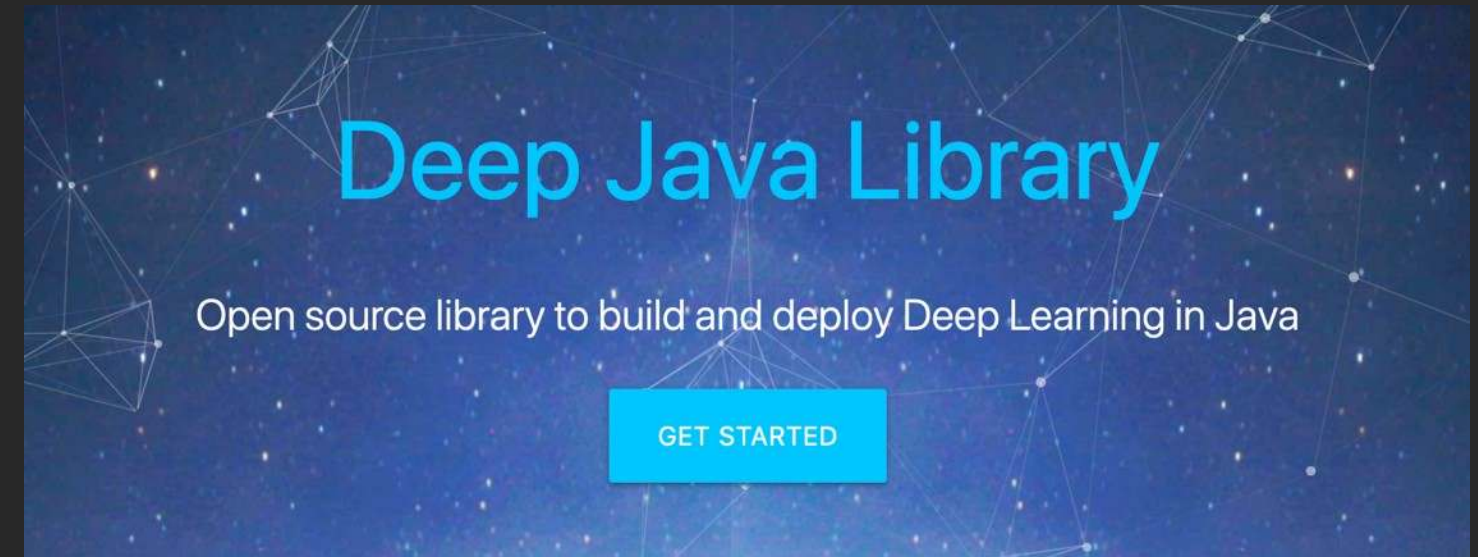 Deep Java Library
Open source library to build and deploy Deep Learning in Java
GET STARTED